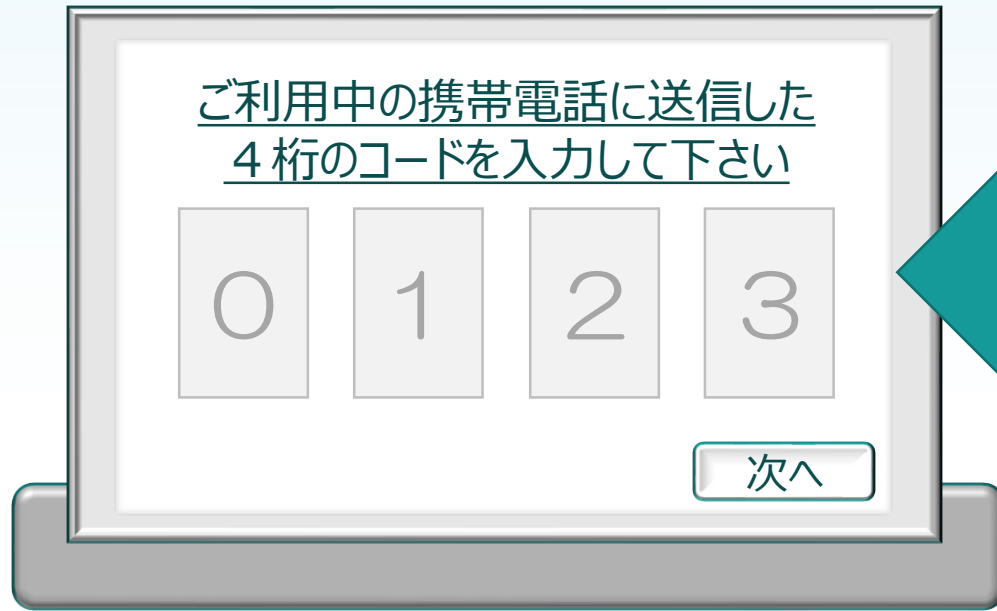 ご利用中の携帯電話に送信した
４桁のコードを入力して下さい
０ １ ２ ３
次へ